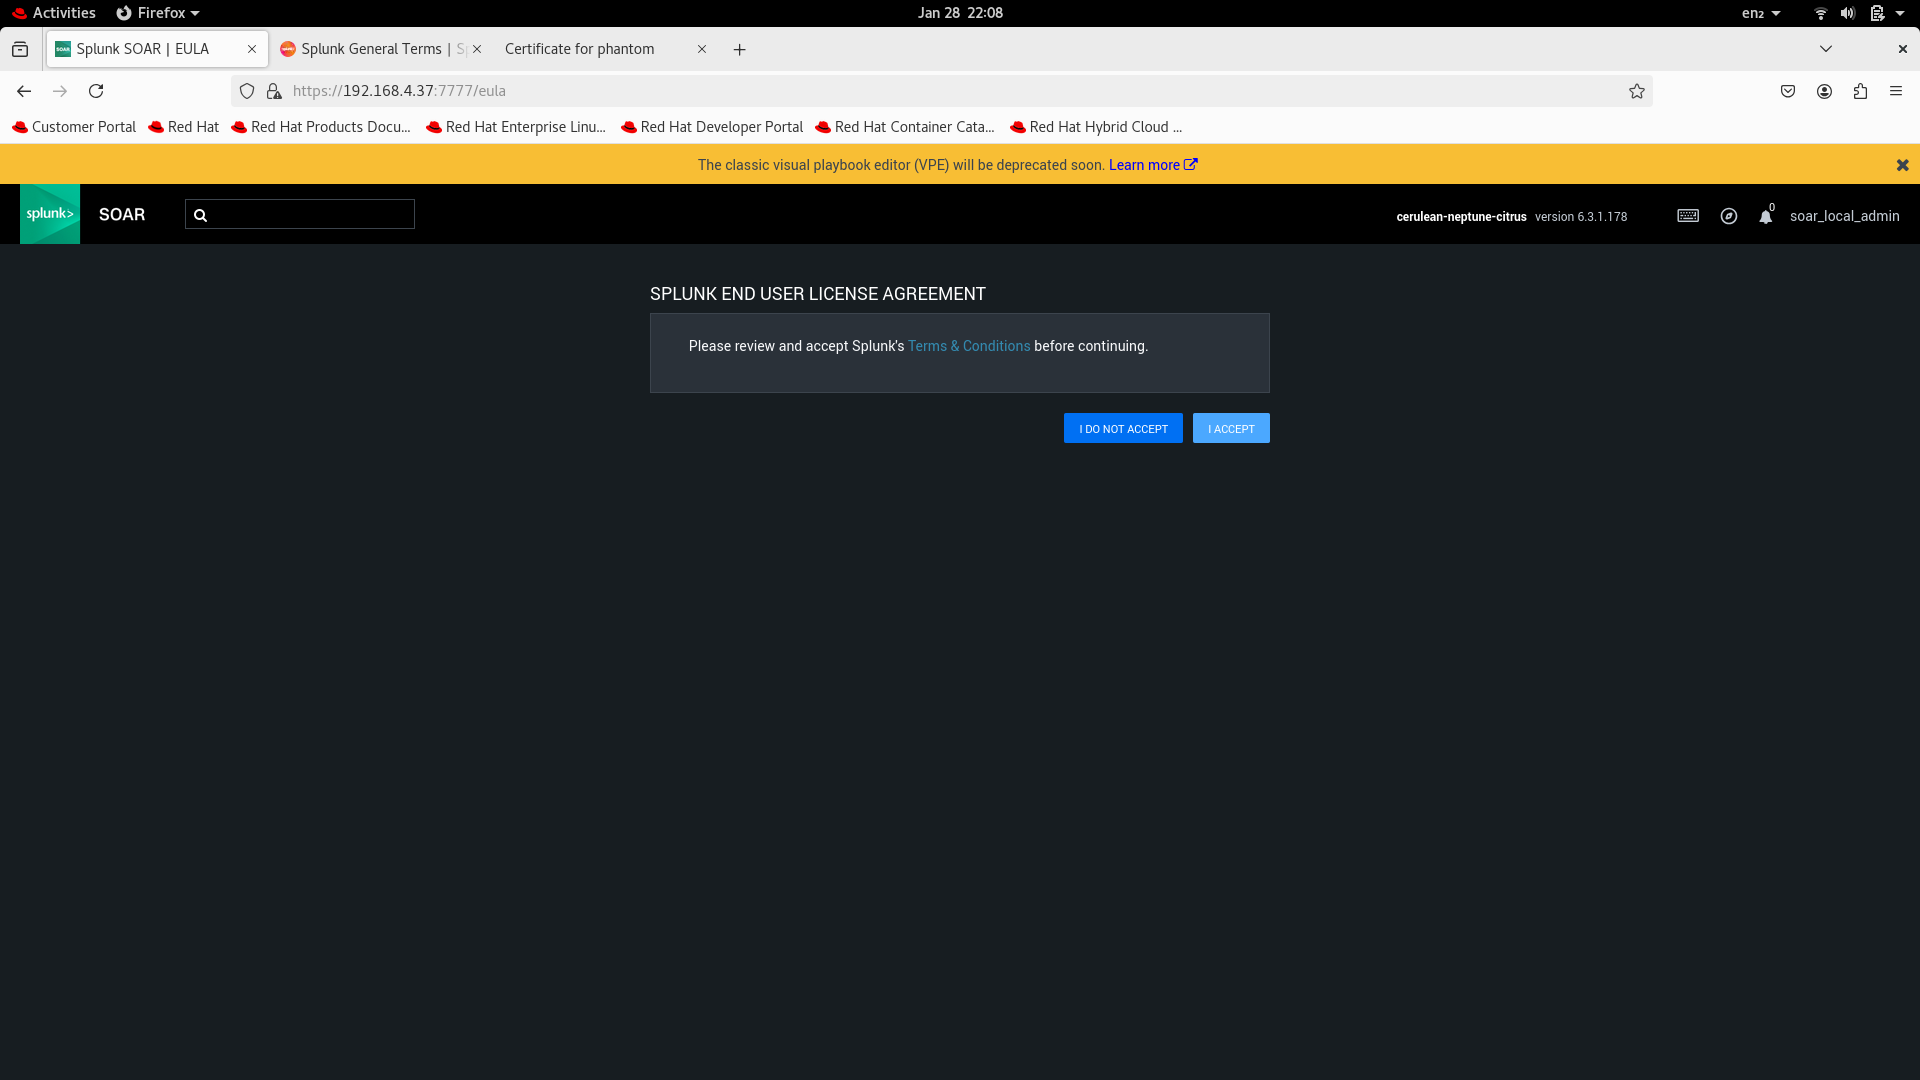 Activities Firefox Jan 28 22:08 en₂
Splunk SOAR | EULA Splunk General Terms | Certificate for phantom
https://192.168.4.37:7777/eula
Customer Portal Red Hat Red Hat Products Docu... Red Hat Enterprise Linu... Red Hat Developer Portal Red Hat Container Cata... Red Hat Hybrid Cloud ...
The classic visual playbook editor (VPE) will be deprecated soon. Learn more
splunk> SOAR cerulean-neptune-citrus version 6.3.1.178 0 soar_local_admin
SPLUNK END USER LICENSE AGREEMENT
Please review and accept Splunk's Terms & Conditions before continuing.
I DO NOT ACCEPT I ACCEPT